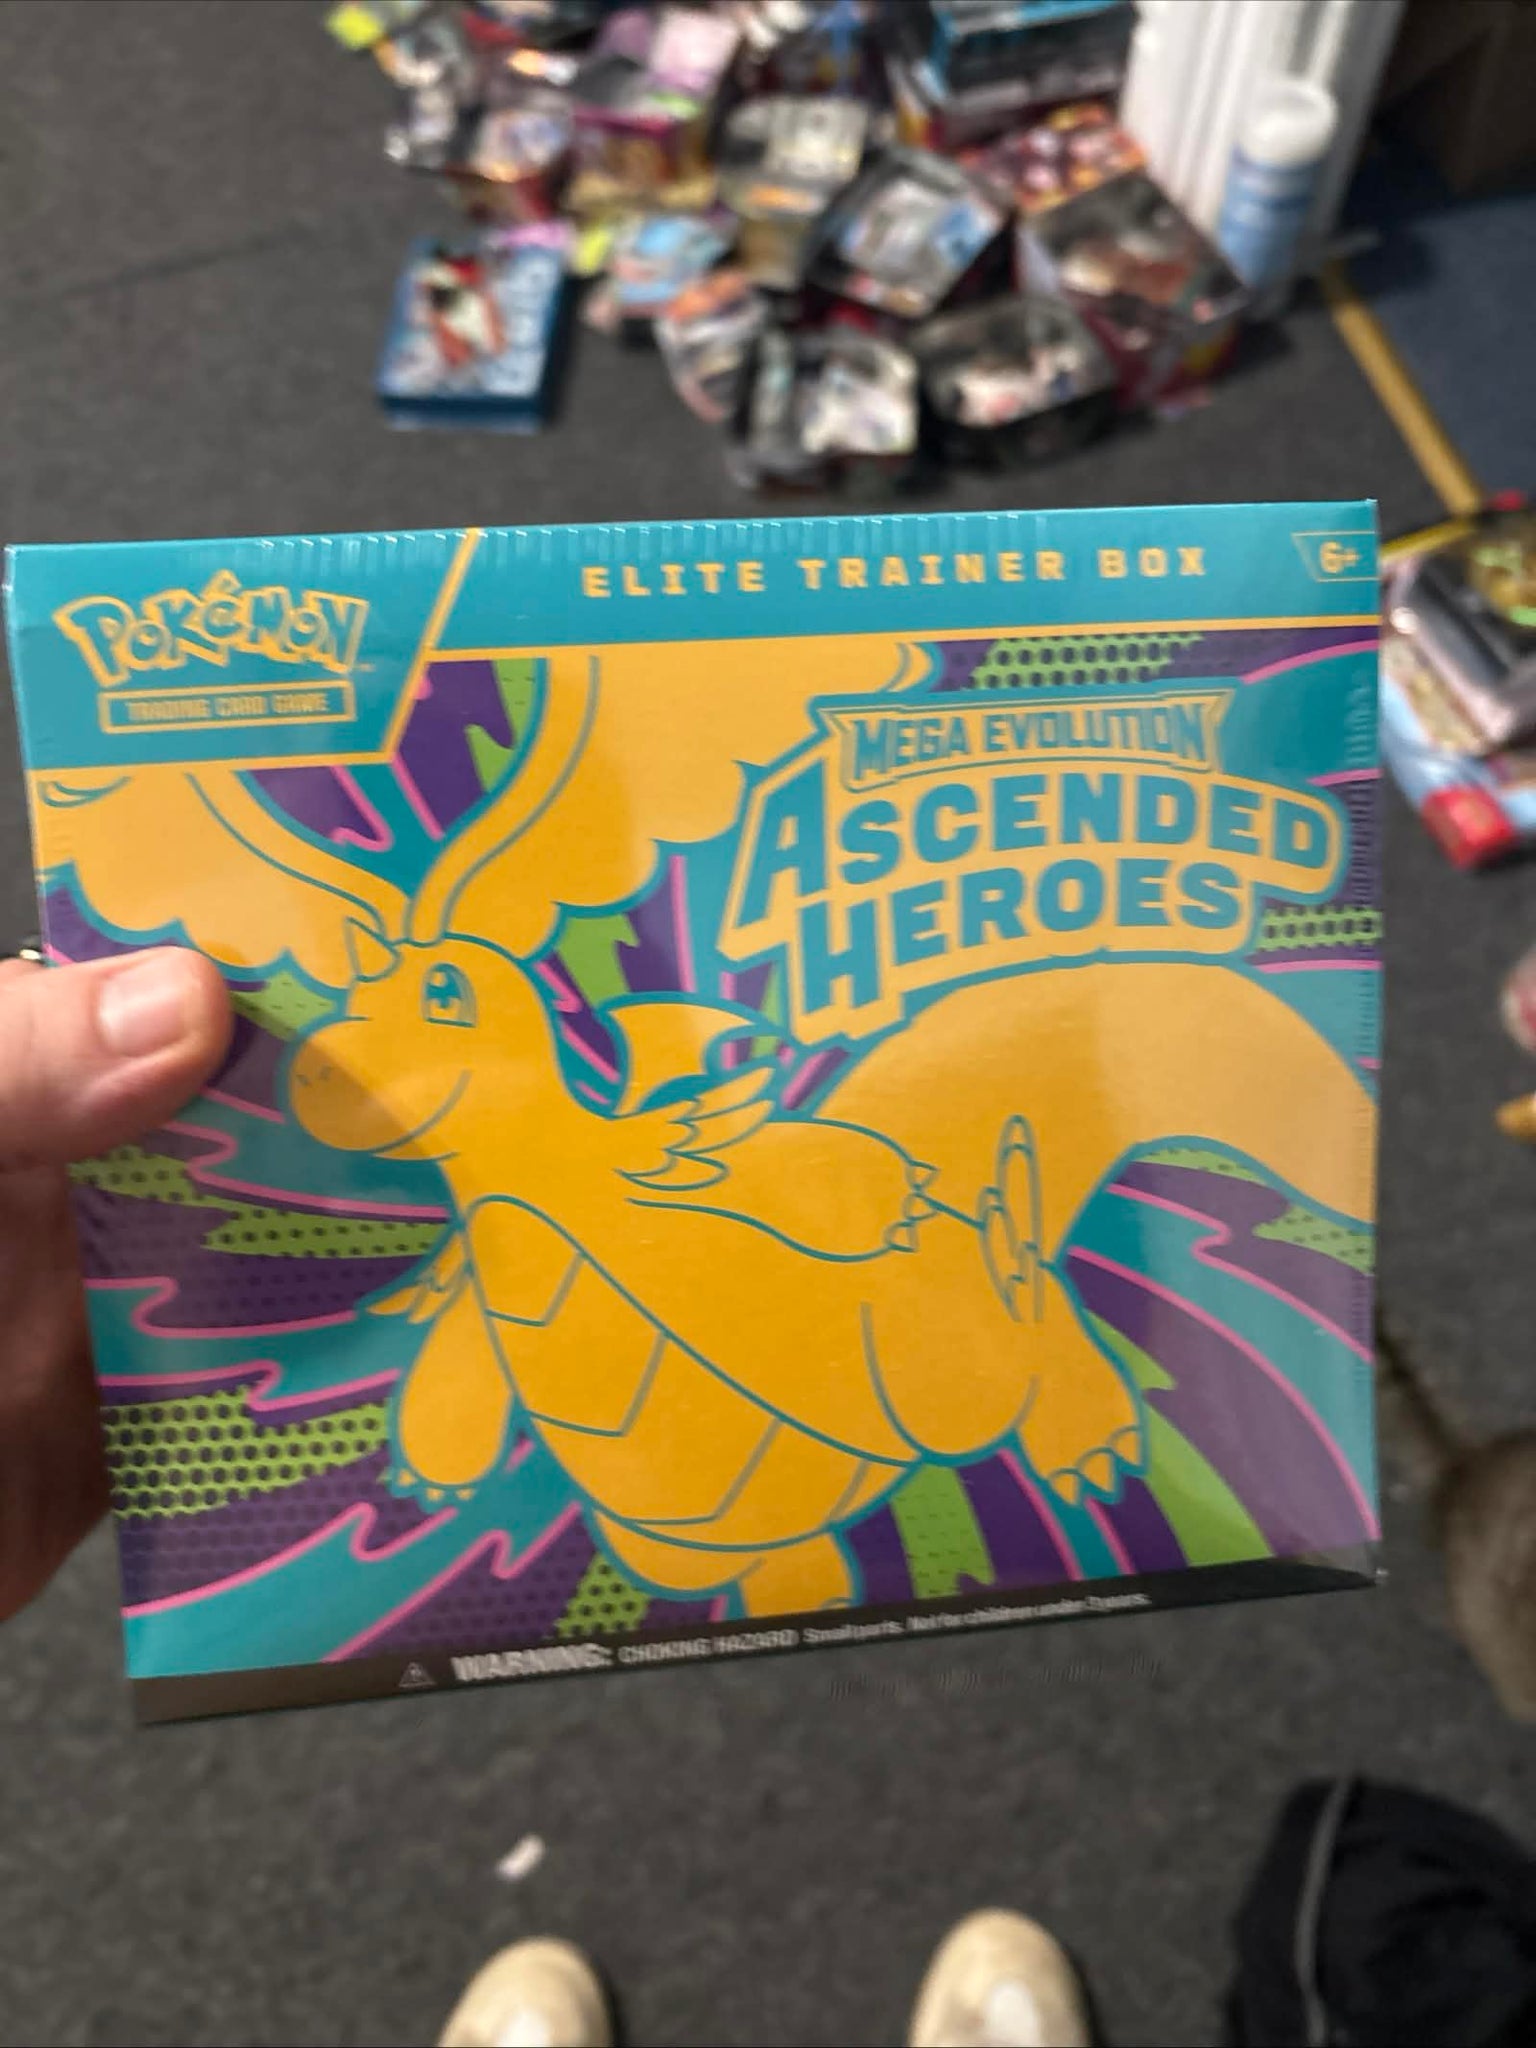 ELITE TRAINER BOX
6+
POKéMON
TRADING CARD GAME
MEGA EVOLUTION
ASCENDED
HEROES
WARNING: CHOKING HAZARD Small parts. Not for children under 3 years.